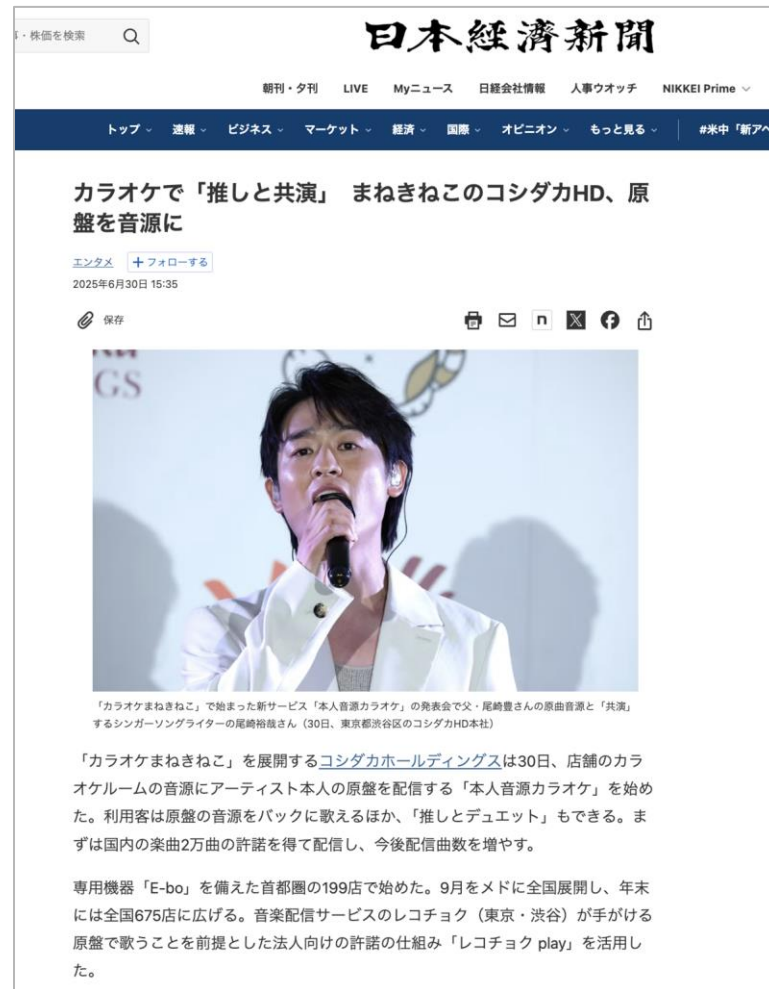 ・株価を検索
日本経済新聞
朝刊・夕刊 LIVE Myニュース 日経会社情報 人事ウオッチ NIKKEI Prime
トップ 速報 ビジネス マーケット 経済 国際 オピニオン もっと見る #米中「新アヘ
カラオケで「推しと共演」 まねきねこのコシダカHD、原
盤を音源に
エンタメ +フォローする
2025年6月30日 15:35
保存
GS
「カラオケまねきねこ」で始まった新サービス「本人音源カラオケ」の発表会で父・尾崎豊さんの原曲音源と「共演」
するシンガーソングライターの尾崎裕哉さん（30日、東京都渋谷区のコシダカHD本社）
「カラオケまねきねこ」を展開するコシダカホールディングスは30日、店舗のカラ
オケルームの音源にアーティスト本人の原盤を配信する「本人音源カラオケ」を始め
た。利用客は原盤の音源をバックに歌えるほか、「推しとデュエット」もできる。ま
ずは国内の楽曲2万曲の許諾を得て配信し、今後配信曲数を増やす。
専用機器「E-bo」を備えた首都圏の199店で始めた。9月をメドに全国展開し、年末
には全国675店に広げる。音楽配信サービスのレコチョク（東京・渋谷）が手がける
原盤で歌うことを前提とした法人向けの許諾の仕組み「レコチョク play」を活用し
た。